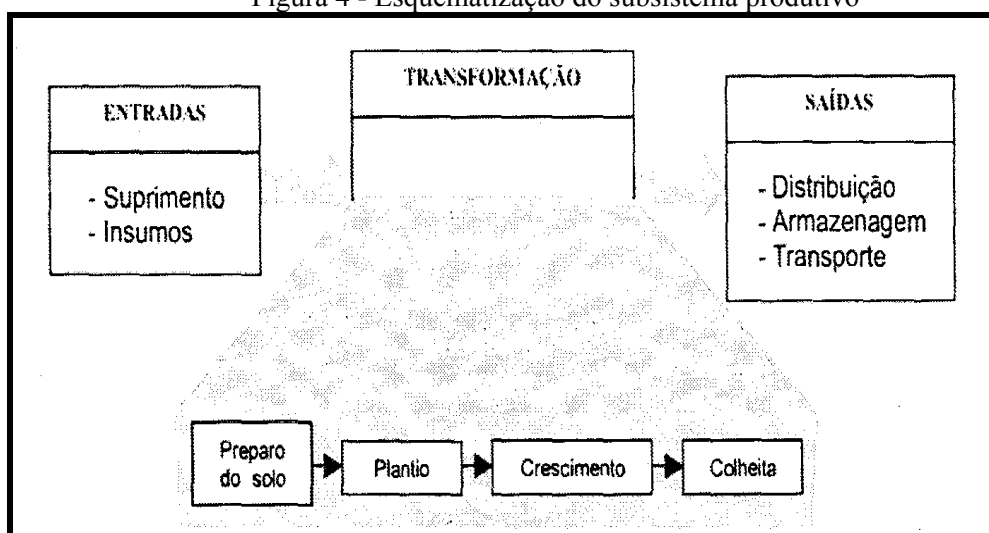 Figura 4 - Esquematização do subsistema produtivo
ENTRADAS
- Suprimento
- Insumos
TRANSFORMAÇÃO
SAÍDAS
- Distribuição
- Armazenagem
- Transporte
Preparo
do solo
Plantio
Crescimento
Colheita